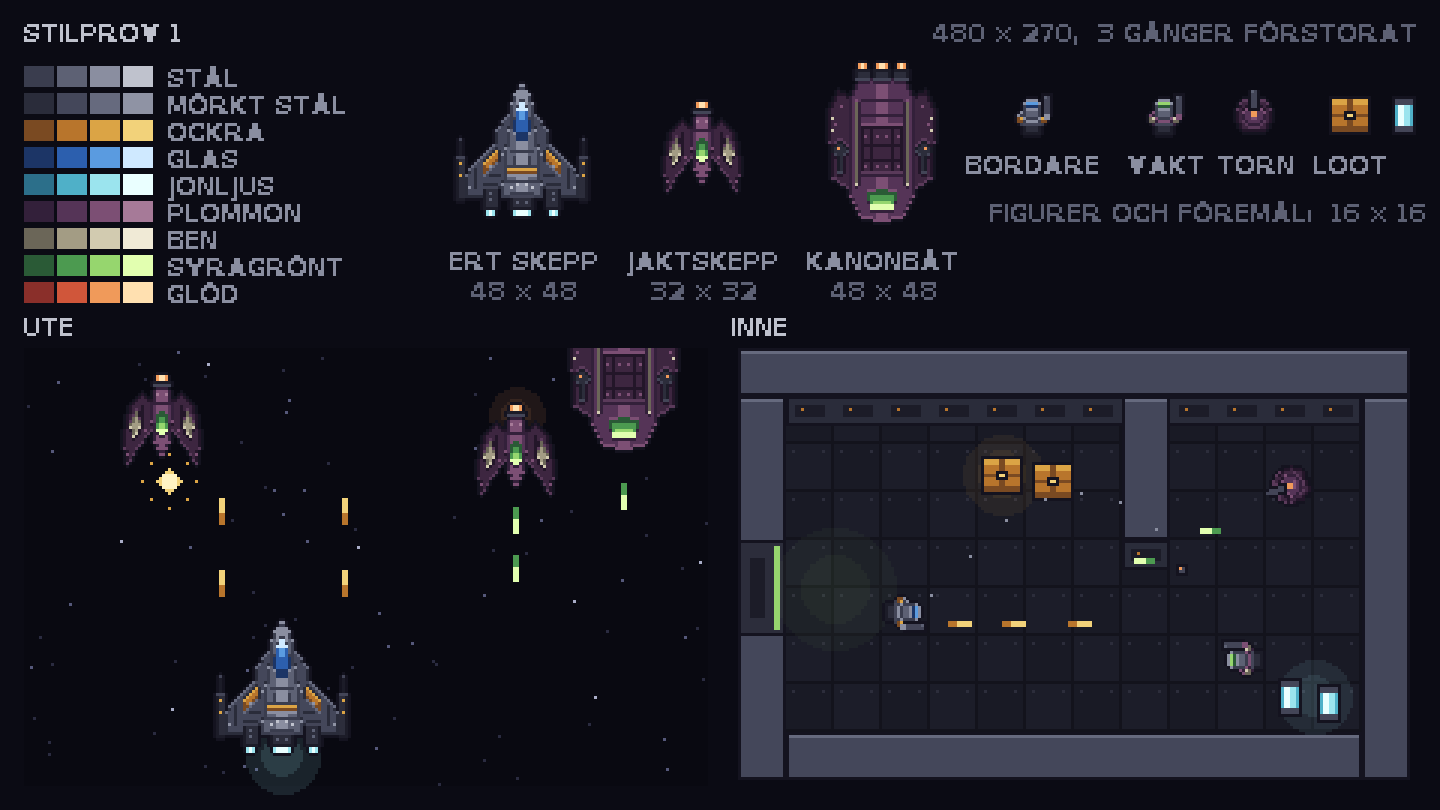 STILPROV 1
480 × 270, 3 GÅNGER FÖRSTORAT
STÅL
MÖRKT STÅL
OCKRA
GLAS
JONLJUS
PLOMMON
BEN
SYRAGRÖNT
GLÖD
BORDARE VAKT TORN LOOT
FIGURER OCH FÖREMÅL: 16 × 16
ERT SKEPP JAKTSKEPP KANONBÅT
48 × 48 32 × 32 48 × 48
UTE
INNE